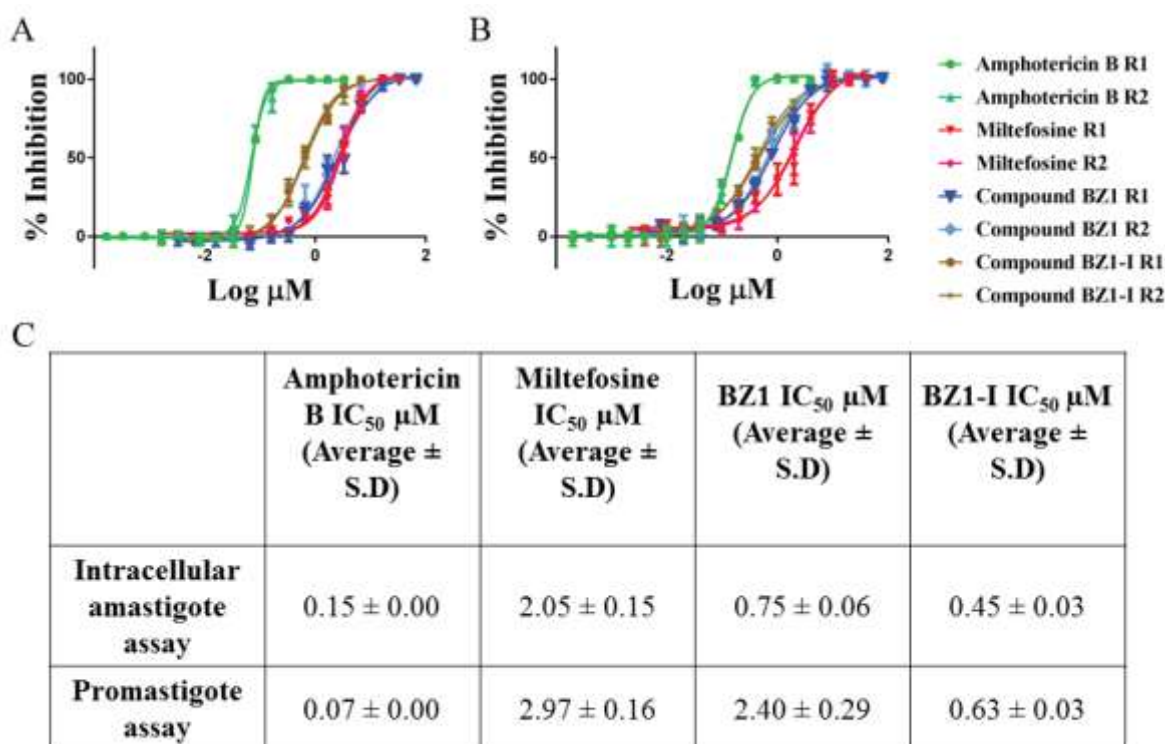 A
B
% Inhibition
100
50
0
-2
0
2
Log μM
% Inhibition
100
50
0
-2
0
2
Log μM
Amphotericin B R1
Amphotericin B R2
Miltefosine R1
Miltefosine R2
Compound BZ1 R1
Compound BZ1 R2
Compound BZ1-I R1
Compound BZ1-I R2
C
Amphotericin
B IC₅₀ μM
(Average ±
S.D)
Miltefosine
IC₅₀ μM
(Average ±
S.D)
BZ1 IC₅₀ μM
(Average ±
S.D)
BZ1-I IC₅₀ μM
(Average ±
S.D)
Intracellular
amastigote
assay
0.15 ± 0.00
2.05 ± 0.15
0.75 ± 0.06
0.45 ± 0.03
Promastigote
assay
0.07 ± 0.00
2.97 ± 0.16
2.40 ± 0.29
0.63 ± 0.03